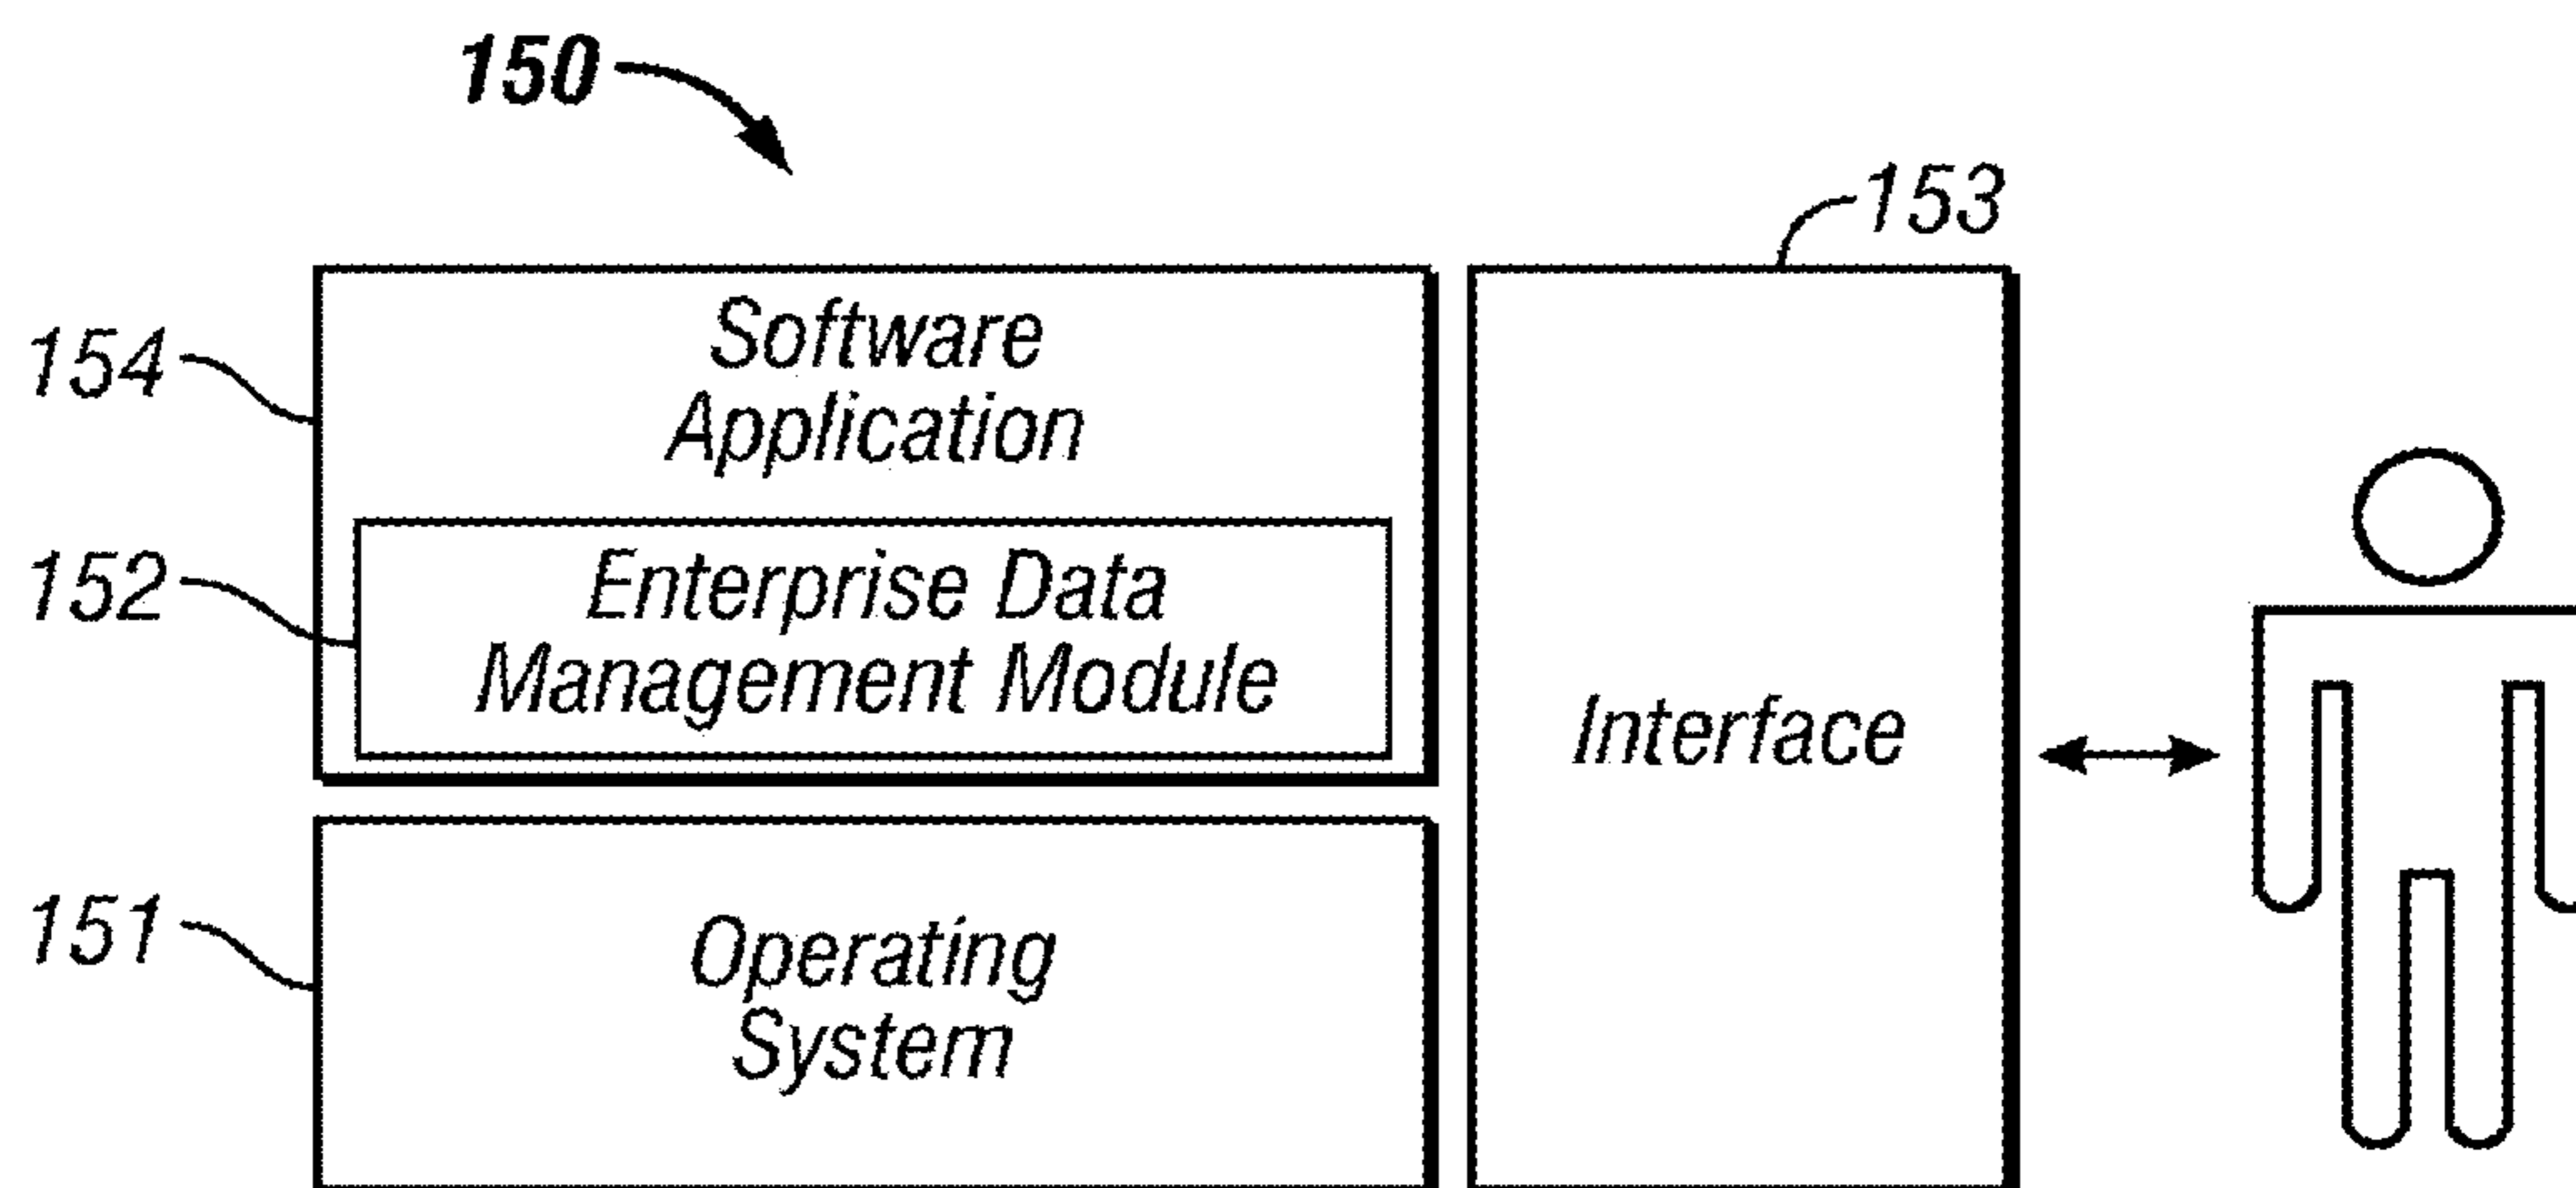 150
153
154
Software
Application
152
Enterprise Data
Management Module
Interface
151
Operating
System